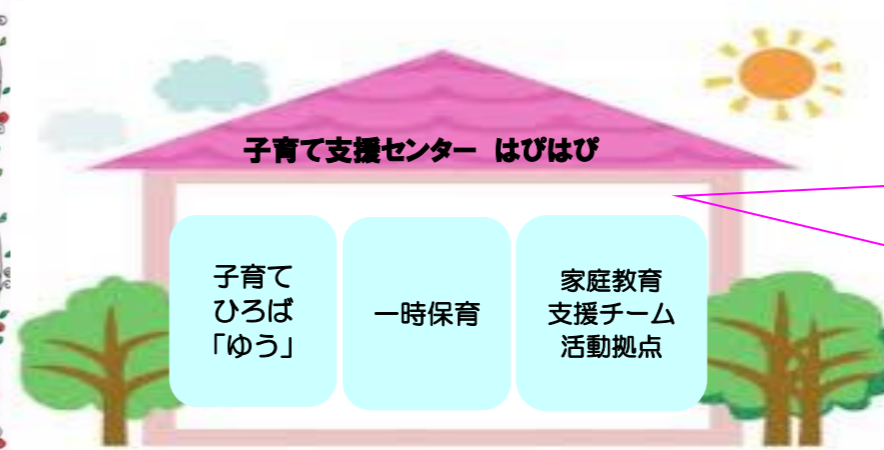 子育て支援センター はぴはぴ
子育て
ひろば
「ゆう」
一時保育
家庭教育
支援チーム
活動拠点